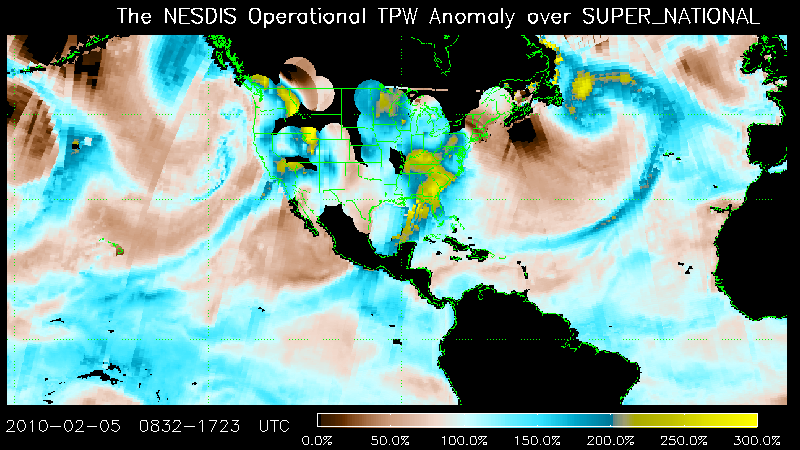 The NESDIS Operational TPW Anomaly over SUPER_NATIONAL
2010-02-05 0832-1723 UTC
0.0% 50.0% 100.0% 150.0% 200.0% 250.0% 300.0%